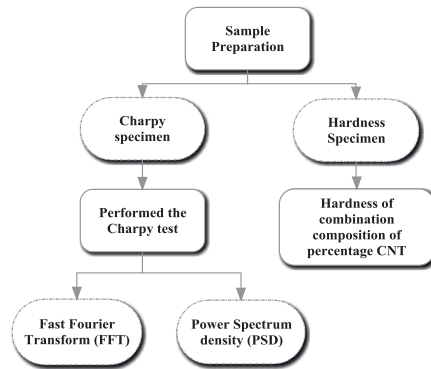 Sample
Preparation
Charpy
specimen
Hardness
Specimen
Performed the
Charpy test
Hardness of
combination
composition of
percentage CNT
Fast Fourier
Transform (FFT)
Power Spectrum
density (PSD)